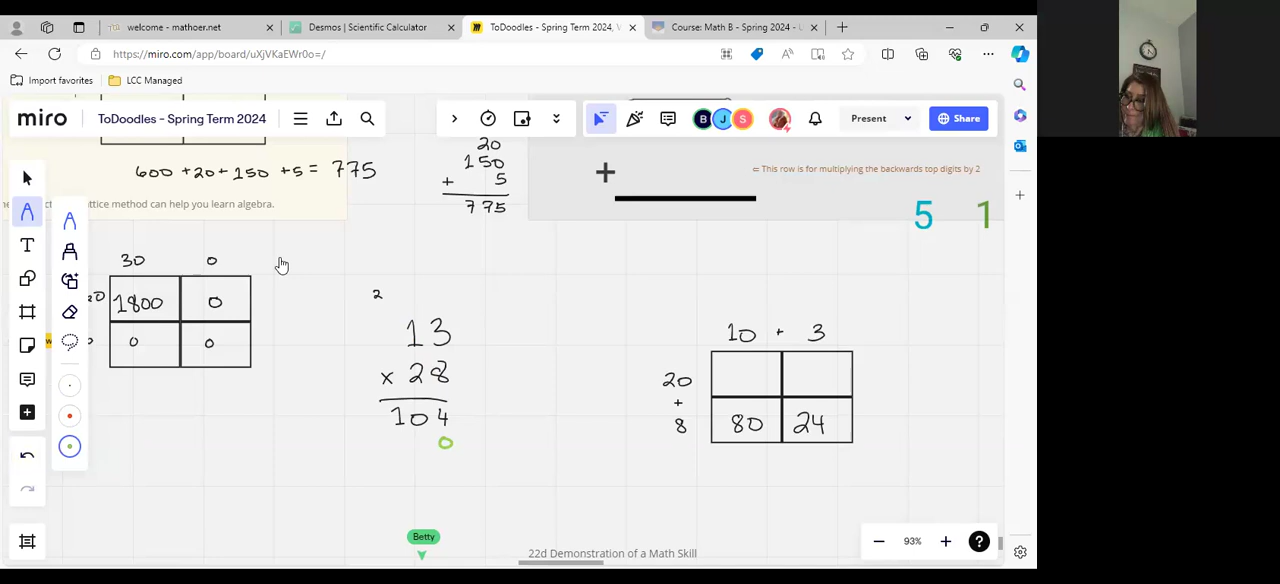 welcome - mathoer.net
Desmos | Scientific Calculator
ToDoodles - Spring Term 2024,
Course: Math B - Spring 2024 -
https://miro.com/app/board/uXjVKaEWr0o=/
Import favorites
LCC Managed
miro
ToDoodles - Spring Term 2024
B
J
S
Present
Share
600 + 20 + 150 + 5 = 775
lattice method can help you learn algebra.
20
150
+ 5
775
+
⇐ This row is for multiplying the backwards top digits by 2
5 1
30 0
1800 0
0 0
2
13
x 28
104
0
10 + 3
20
+
8 80 24
Betty
22d Demonstration of a Math Skill
93%